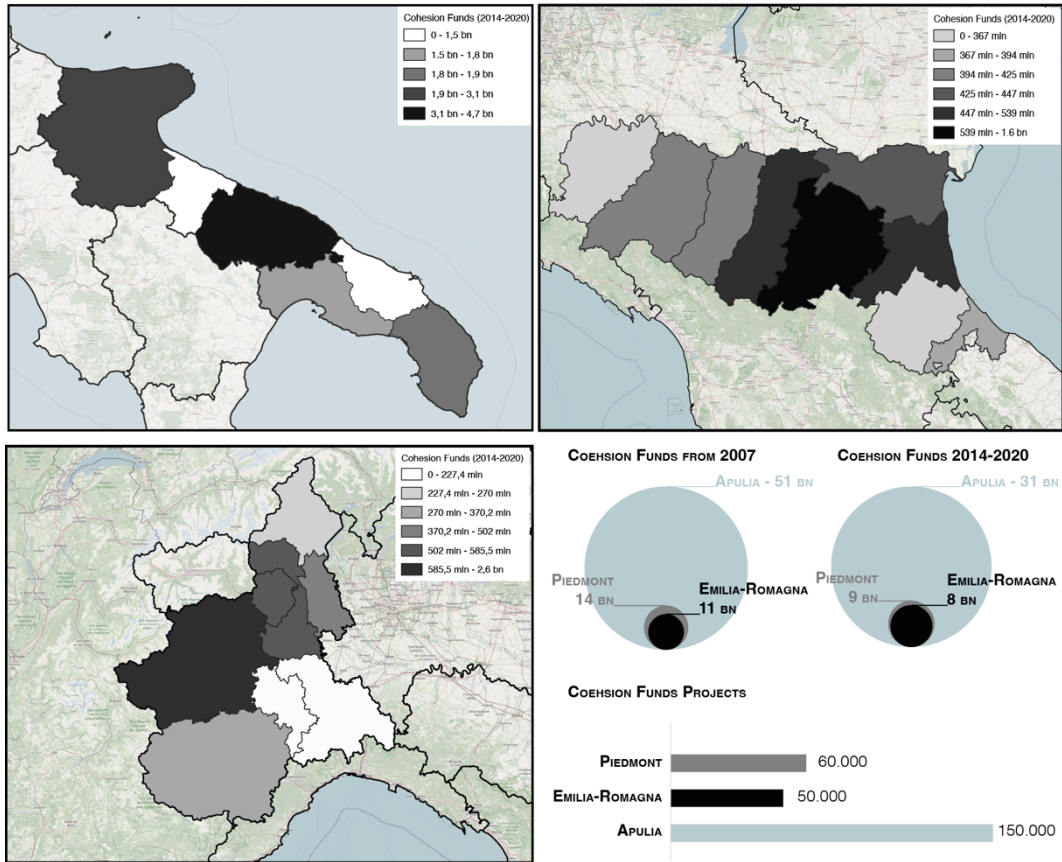 Cohesion Funds (2014-2020)
0 - 1,5 bn
1.5 bn - 1,8 bn
1,8 bn - 1,9 bn
1,9 bn - 3,1 bn
3,1 bn - 4,7 bn
Cohesion Funds (2014-2020)
0 - 367 mln
367 mln - 394 mln
394 mln - 425 mln
425 mln - 447 mln
447 mln - 539 mln
539 mln - 1.6 bn
Cohesion Funds (2014-2020)
0 - 227,4 mln
227,4 mln - 270 mln
270 mln - 370,2 mln
370,2 mln - 502 mln
502 mln - 585,5 mln
585,5 mln - 2,6 bn
Coehsion Funds from 2007
Apulia - 51 bn
Piedmont
14 bn
Emilia-Romagna
11 bn
Coehsion Funds 2014-2020
Apulia - 31 bn
Piedmont
9 bn
Emilia-Romagna
8 bn
Coehsion Funds Projects
Piedmont 60.000
Emilia-Romagna 50.000
Apulia 150.000